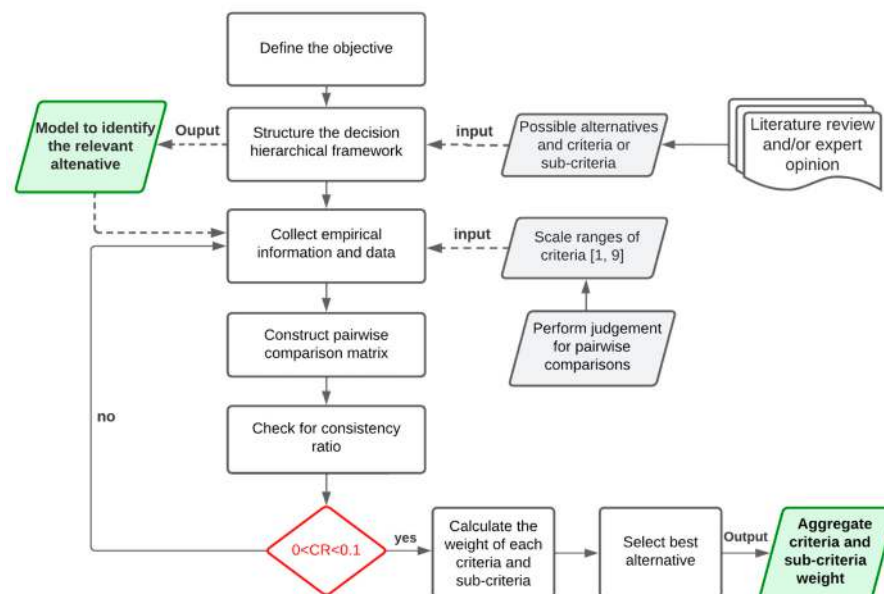 Define the objective
Model to identify
the relevant
altenative
Ouput
Structure the decision
hierarchical framework
input
Possible alternatives
and criteria or
sub-criteria
Literature review
and/or expert
opinion
Collect empirical
information and data
input
Scale ranges of
criteria [1, 9]
Construct pairwise
comparison matrix
Perform judgement
for pairwise
comparisons
no
Check for consistency
ratio
0<CR<0.1
yes
Calculate the
weight of each
criteria and
sub-criteria
Select best
alternative
Output
Aggregate
criteria and
sub-criteria
weight